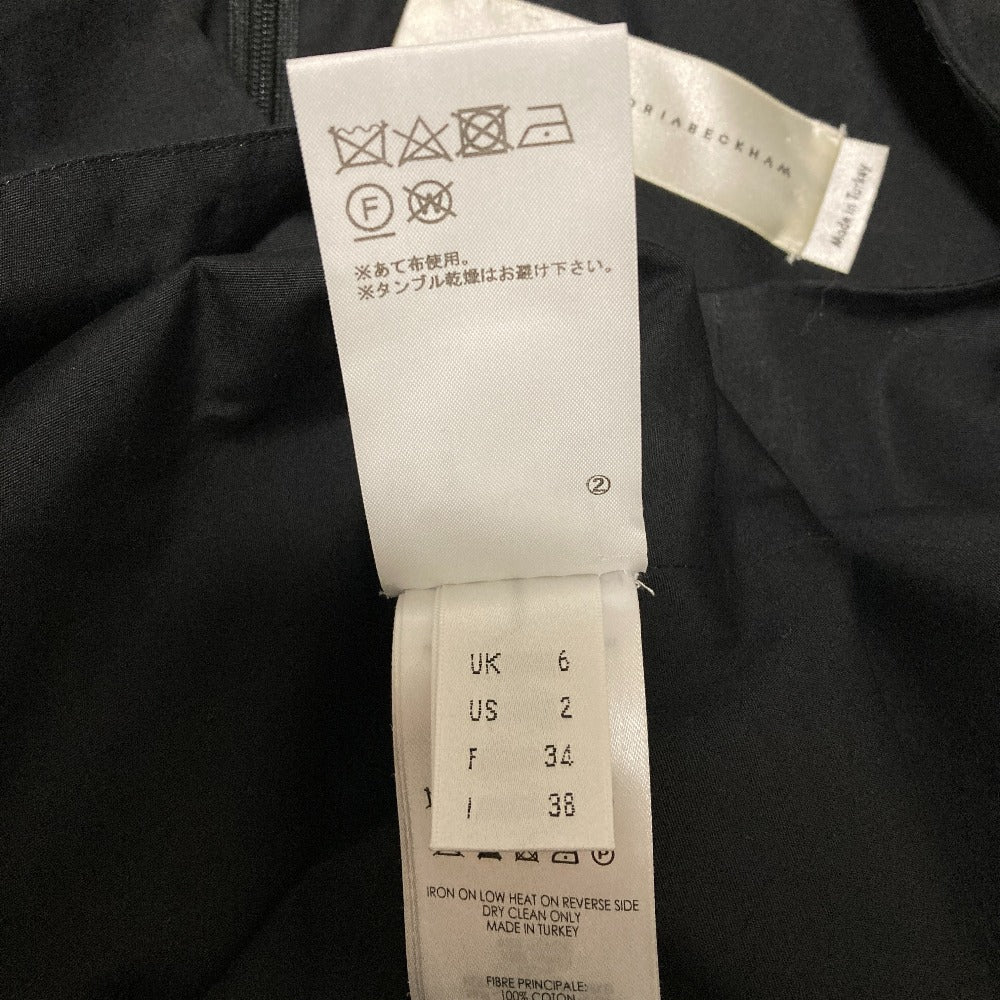 F
W
※あて布使用。
※タンブル乾燥はお避け下さい。
②
ORIABECKHAM
Made in Turkey
UK 6
US 2
F 34
I 38
P
IRON ON LOW HEAT ON REVERSE SIDE
DRY CLEAN ONLY
MADE IN TURKEY
FIBRE PRINCIPALE:
100% COTON